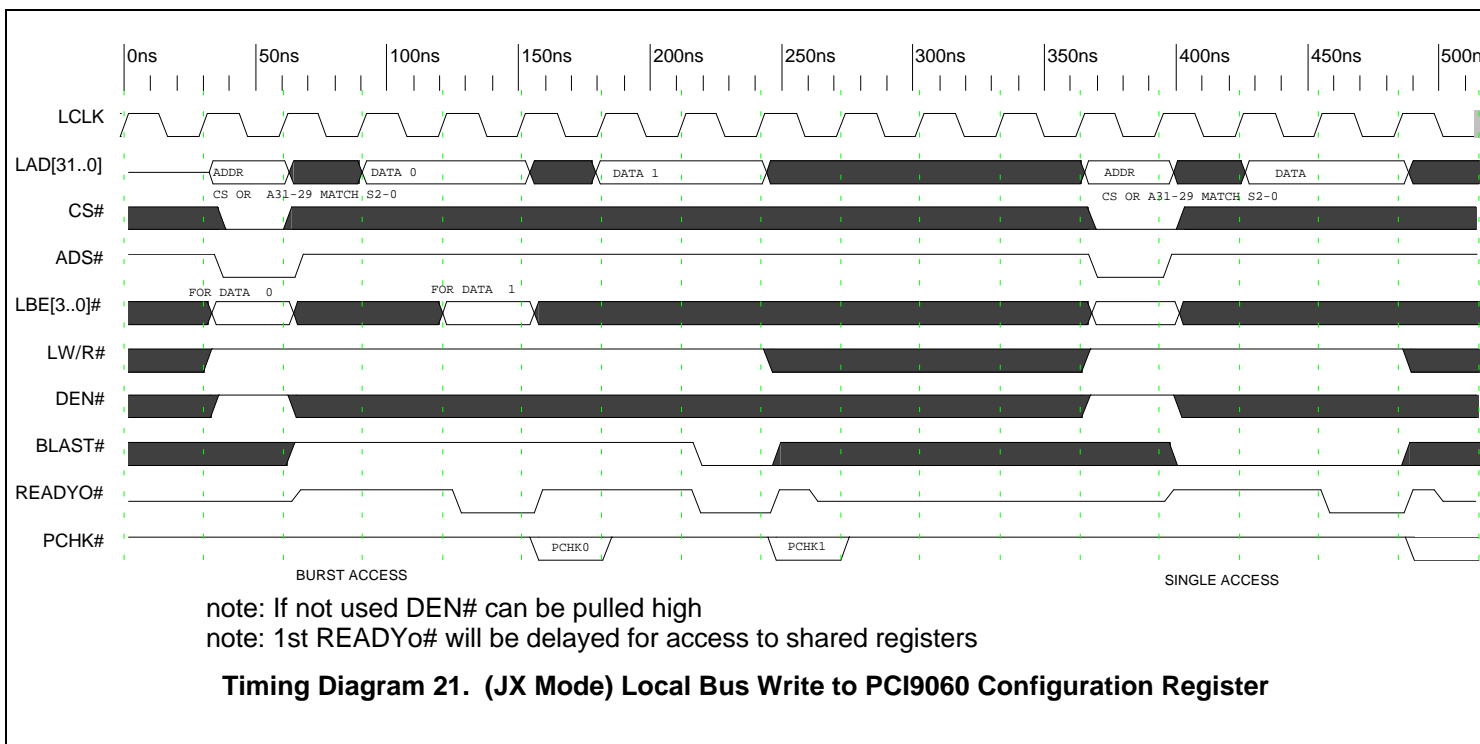 0ns 50ns 100ns 150ns 200ns 250ns 300ns 350ns 400ns 450ns 500n
LCLK
LAD[31..0] ADDR DATA 0 DATA 1 ADDR DATA
CS OR A31-29 MATCH S2-0 CS OR A31-29 MATCH S2-0
CS#
ADS#
FOR DATA 0 FOR DATA 1
LBE[3..0]#
LW/R#
DEN#
BLAST#
READYO#
PCHK# PCHK0 PCHK1
BURST ACCESS SINGLE ACCESS
note: If not used DEN# can be pulled high
note: 1st READYo# will be delayed for access to shared registers
Timing Diagram 21. (JX Mode) Local Bus Write to PCI9060 Configuration Register